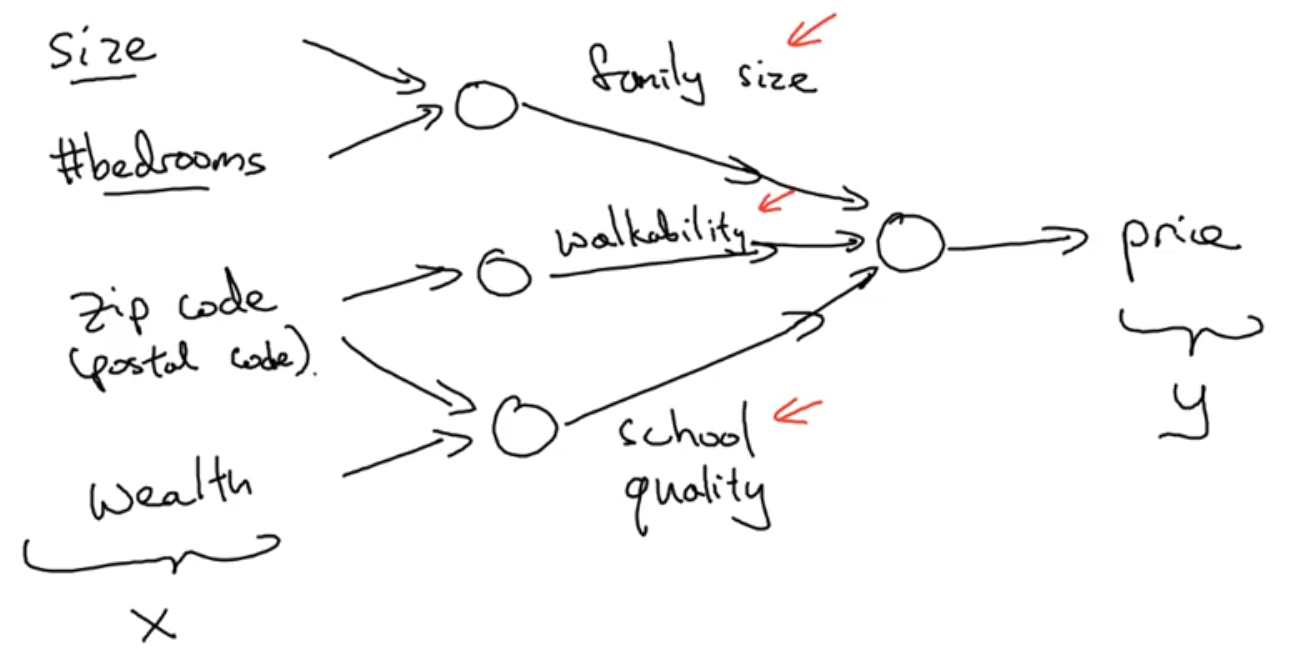 size
family size
#bedrooms
walkability
price
zip code
(postal code).
y
school
quality
wealth
x